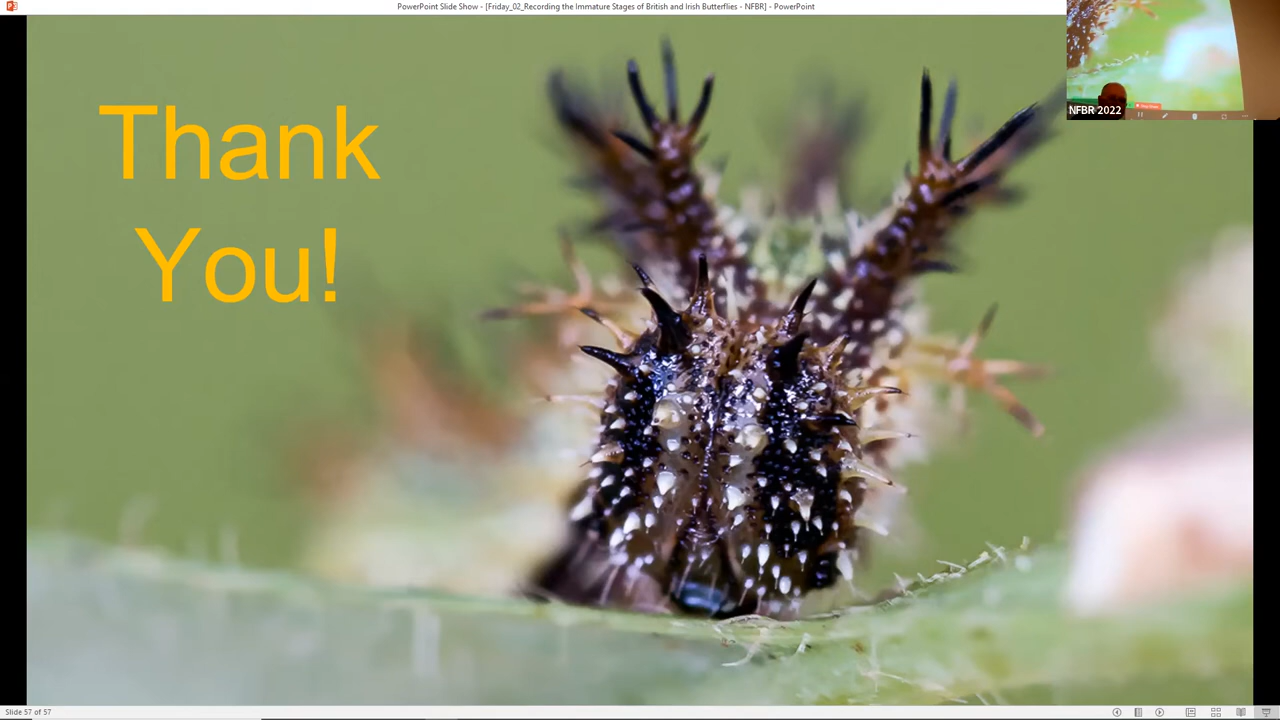 PowerPoint Slide Show - [Friday_02_Recording the Immature Stages of British and Irish Butterflies - NFBR] - PowerPoint
NFBR 2022
Thank
You!
Slide 57 of 57